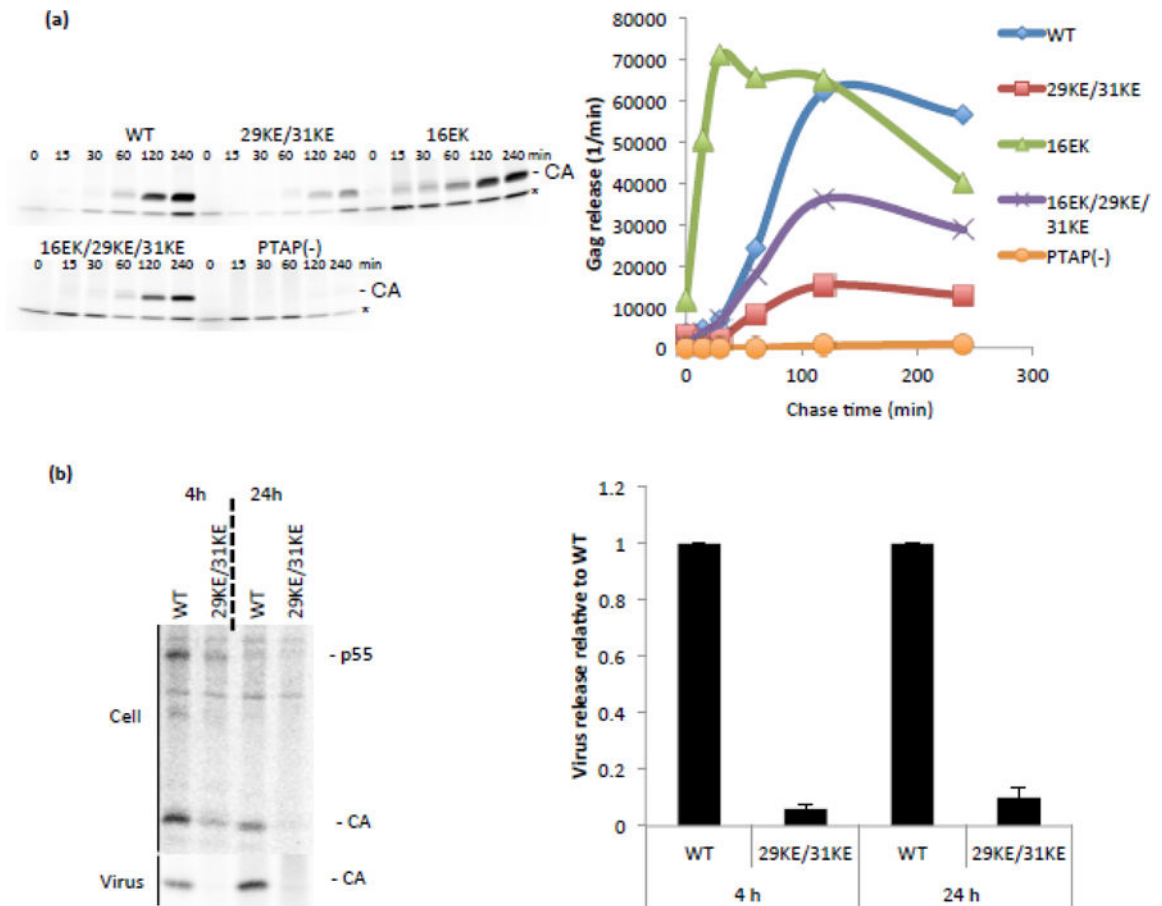 (a)
WT 29KE/31KE 16EK
0 15 30 60 120 240 0 15 30 60 120 240 0 15 30 60 120 240 min
- CA
*
16EK/29KE/31KE PTAP(-)
0 15 30 60 120 240 0 15 30 60 120 240 min
- CA
*
Gag release (1/min)
80000
70000
60000
50000
40000
30000
20000
10000
0
0 100 200 300
Chase time (min)
WT
29KE/31KE
16EK
16EK/29KE/
31KE
PTAP(-)
(b)
4h 24h
WT 29KE/31KE WT 29KE/31KE
Cell
- p55
- CA
Virus
- CA
Virus release relative to WT
1.2
1
0.8
0.6
0.4
0.2
0
WT 29KE/31KE WT 29KE/31KE
4 h 24 h